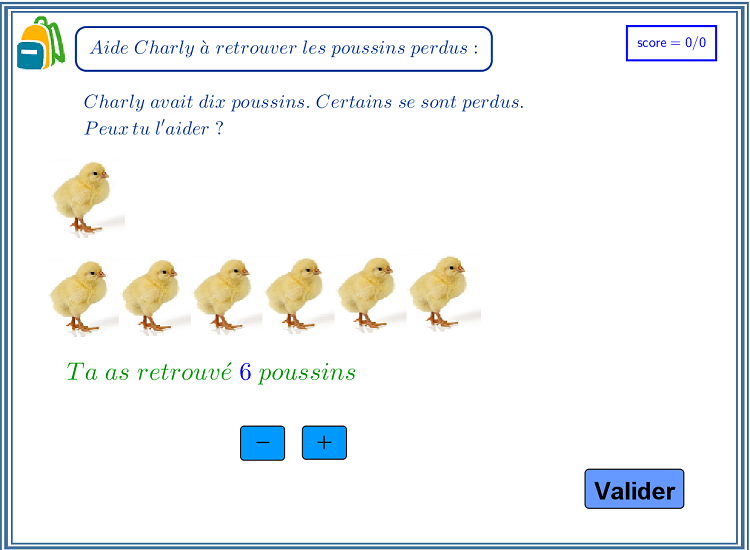 Aide Charly à retrouver les poussins perdus :
score = 0/0
Charly avait dix poussins. Certains se sont perdus.
Peux tu l'aider ?
Ta as retrouvé 6 poussins
− +
Valider